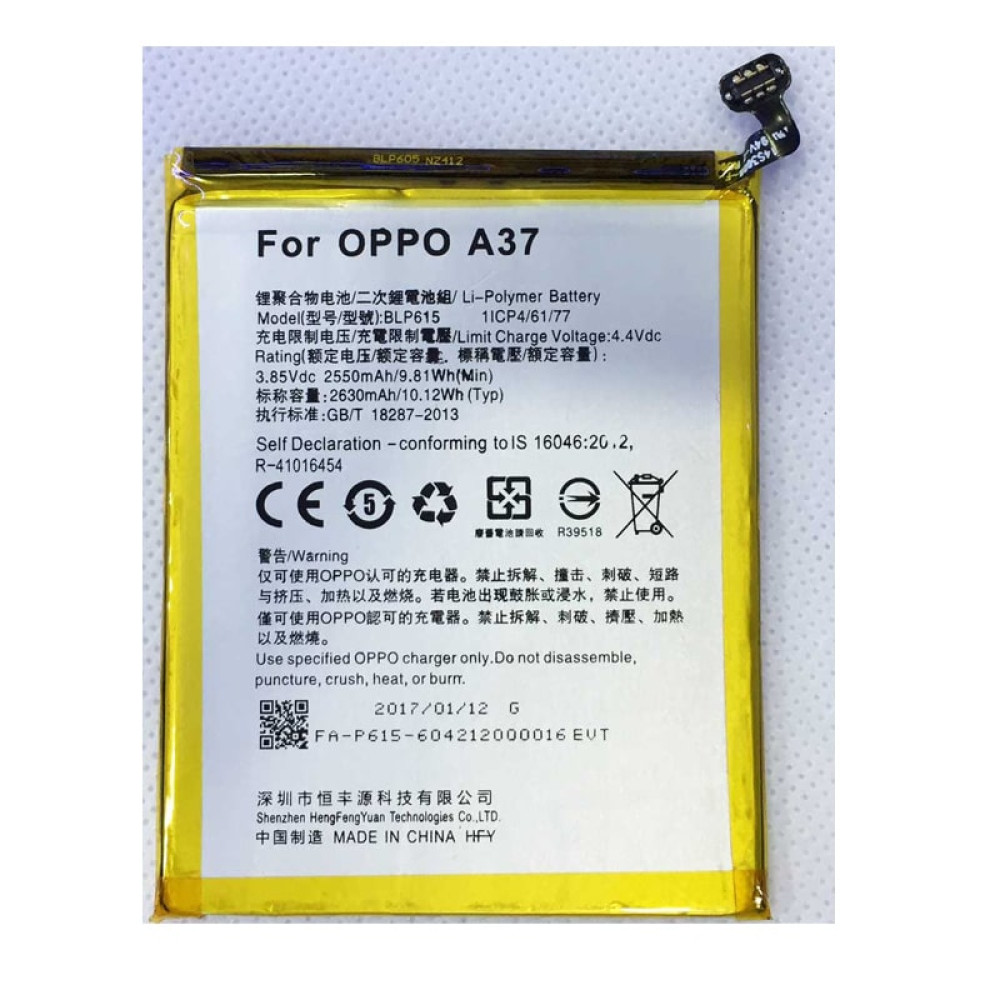 BLP605 NZ412
For OPPO A37
锂聚合物电池/二次鋰電池組/ Li-Polymer Battery
Model(型号/型號):BLP615 1ICP4/61/77
充电限制电压/充電限制電壓/Limit Charge Voltage:4.4Vdc
Rating(额定电压/额定容量. 標稱電壓/額定容量):
3.85Vdc 2550mAh/9.81Wh(Min)
标称容量:2630mAh/10.12Wh (Typ)
执行标准:GB/T 18287-2013
Self Declaration -conforming to IS 16046:2012,
R-41016454
CE 5
廢電池請回收 R39518
警告/Warning
仅可使用OPPO认可的充电器。禁止拆解、撞击、刺破、短路
与挤压、加热以及燃烧。若电池出现鼓胀或浸水，禁止使用。
僅可使用OPPO認可的充電器。禁止拆解、刺破、擠壓、加熱
以及燃燒。
Use specified OPPO charger only.Do not disassemble,
puncture, crush, heat, or burn.
2017/01/12 G
FA-P615-604212000016 EVT
深圳市恒丰源科技有限公司
Shenzhen HengFengYuan Technologies Co.,LTD.
中国制造 MADE IN CHINA HFY